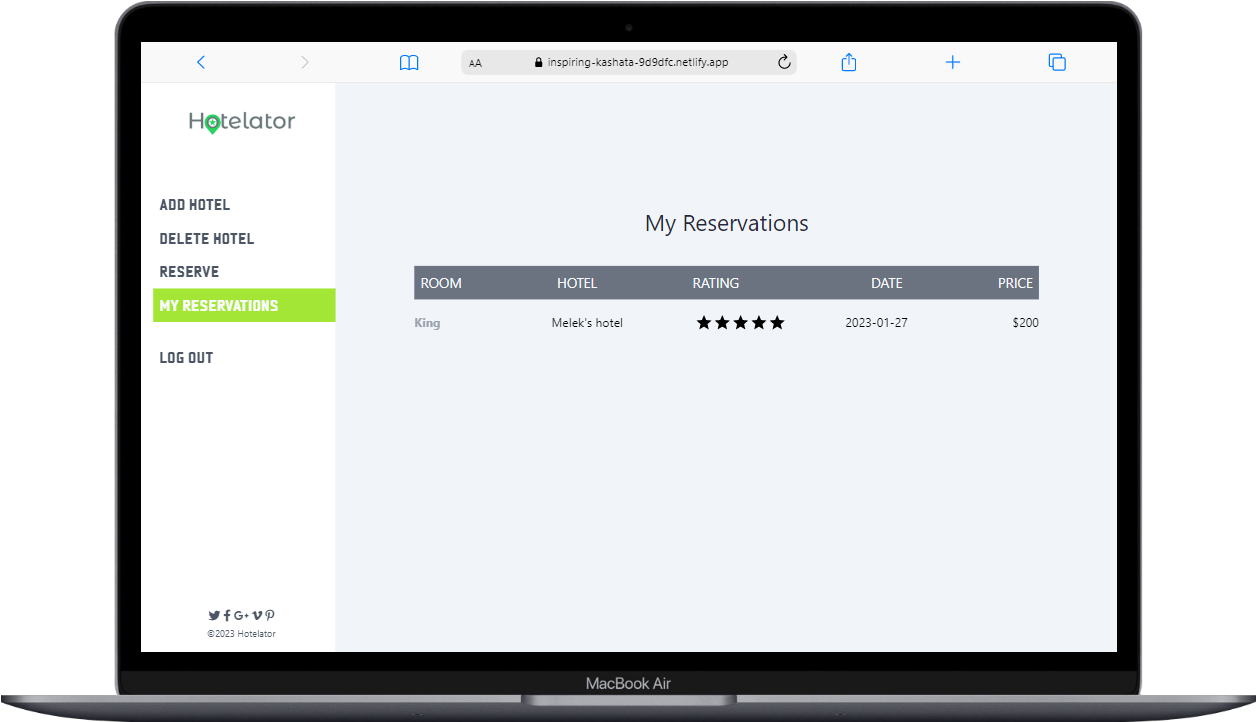 AA inspiring-kashata-9d9dfc.netlify.app
Hotelator
ADD HOTEL
DELETE HOTEL
RESERVE
MY RESERVATIONS
LOG OUT
My Reservations
ROOM HOTEL RATING DATE PRICE
King Melek's hotel 2023-01-27 $200
©2023 Hotelator
MacBook Air